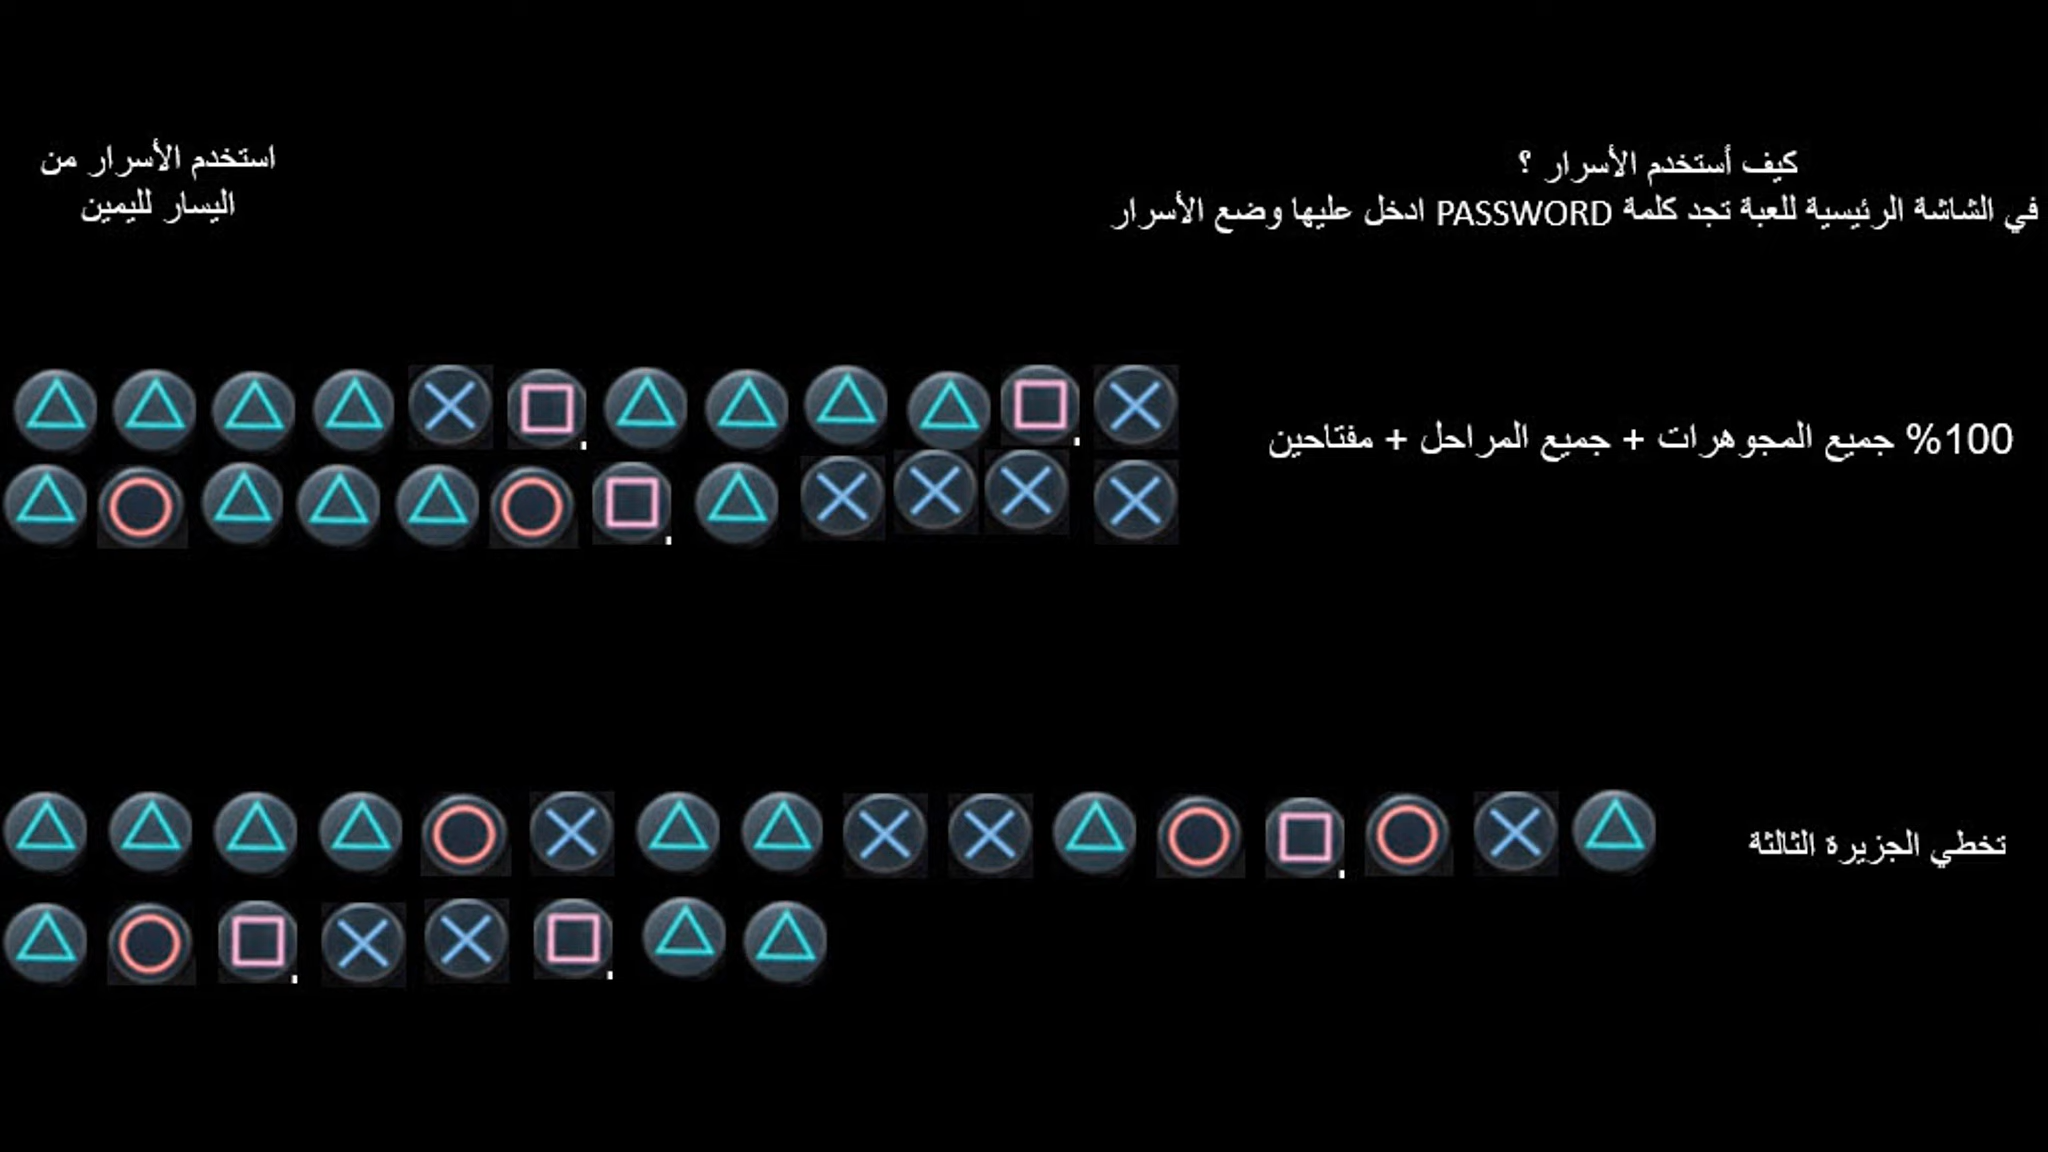 كيف أستخدم الأسرار ؟
في الشاشة الرئيسية للعبة تجد كلمة PASSWORD ادخل عليها وضع الأسرار
استخدم الأسرار من
اليسار لليمين
100% جميع المجوهرات + جميع المراحل + مفتاحين
تخطي الجزيرة الثالثة